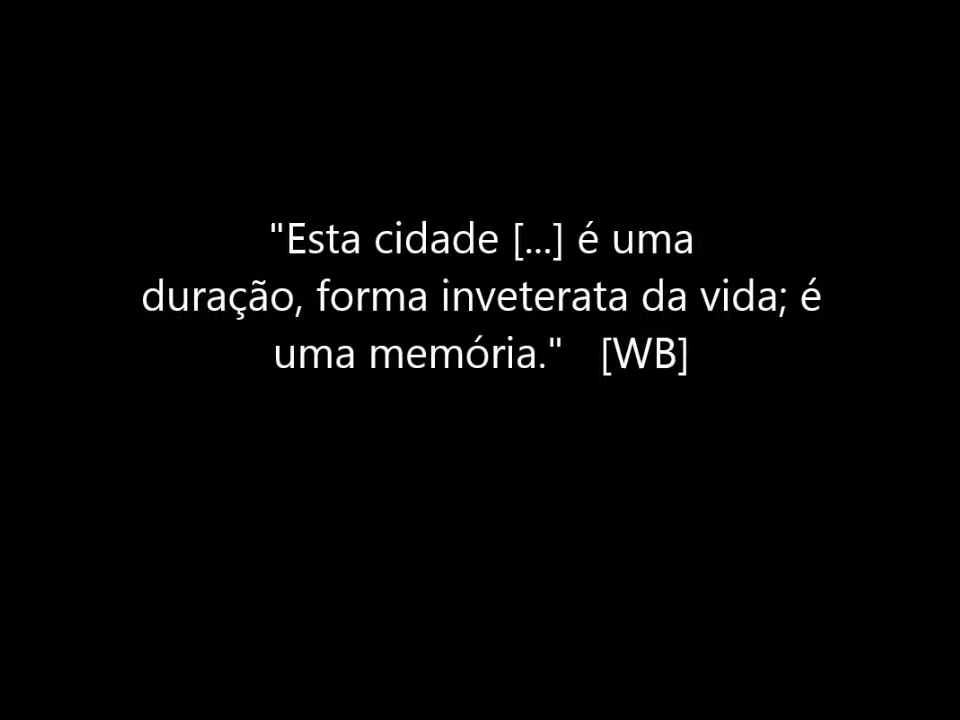 "Esta cidade [...] é uma
duração, forma inveterata da vida; é
uma memória."   [WB]